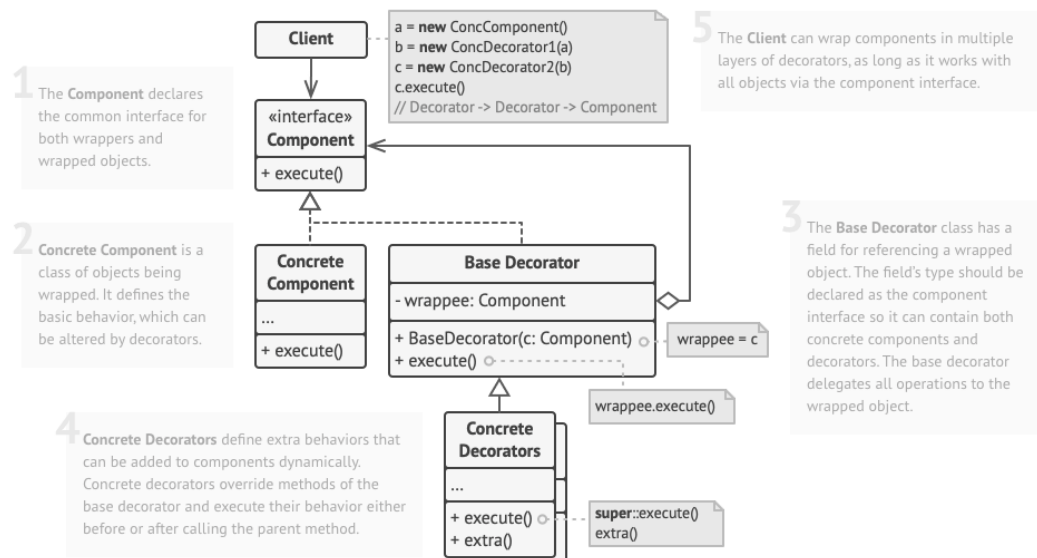 Client
a = new ConcComponent()
b = new ConcDecorator1(a)
c = new ConcDecorator2(b)
c.execute()
// Decorator -> Decorator -> Component
5
The Client can wrap components in multiple
layers of decorators, as long as it works with
all objects via the component interface.
1
The Component declares
the common interface for
both wrappers and
wrapped objects.
«interface»
Component
+ execute()
2
Concrete Component is a
class of objects being
wrapped. It defines the
basic behavior, which can
be altered by decorators.
Concrete
Component
...
+ execute()
Base Decorator
- wrappee: Component
+ BaseDecorator(c: Component)
+ execute()
wrappee = c
wrappee.execute()
3
The Base Decorator class has a
field for referencing a wrapped
object. The field's type should be
declared as the component
interface so it can contain both
concrete components and
decorators. The base decorator
delegates all operations to the
wrapped object.
4
Concrete Decorators define extra behaviors that
can be added to components dynamically.
Concrete decorators override methods of the
base decorator and execute their behavior either
before or after calling the parent method.
Concrete
Decorators
...
+ execute()
+ extra()
super::execute()
extra()